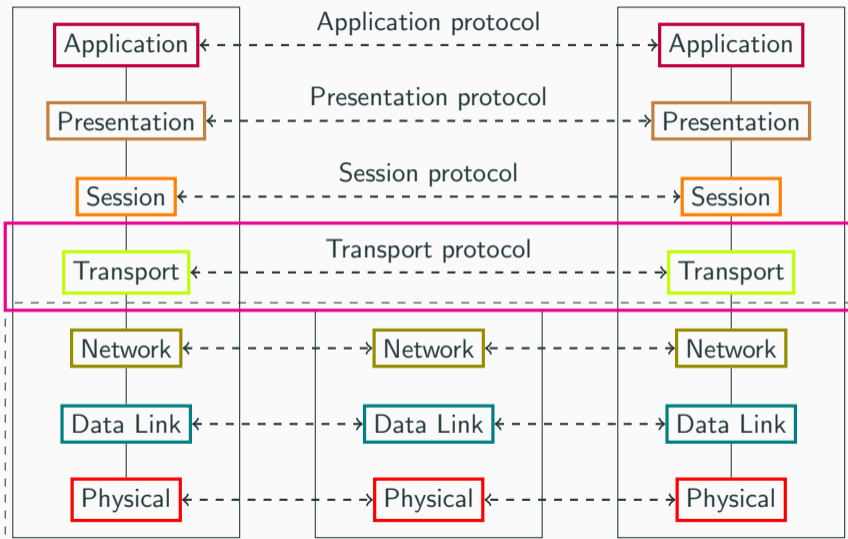 Application protocol
Application Application
Presentation protocol
Presentation Presentation
Session protocol
Session Session
Transport protocol
Transport Transport
Network Network Network
Data Link Data Link Data Link
Physical Physical Physical